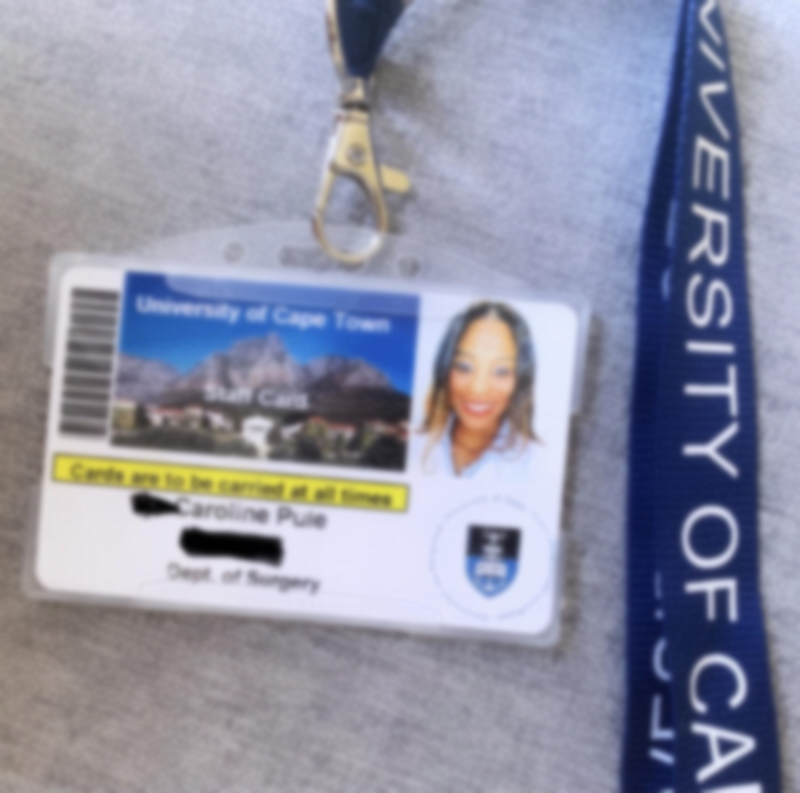 University of Cape Town
Staff Card
Cards are to be carried at all times
Caroline Pule
Dept. of Surgery
IVERSITY OF CA